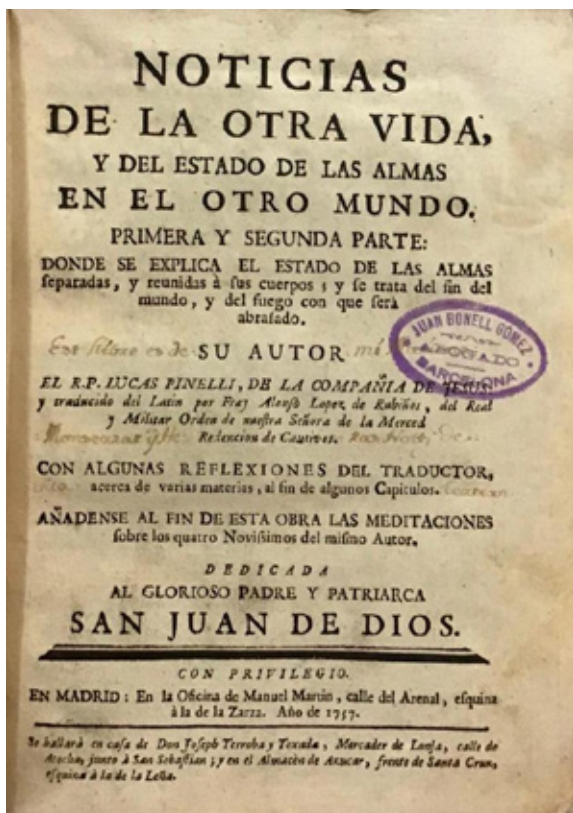 NOTICIAS
DE LA OTRA VIDA,
Y DEL ESTADO DE LAS ALMAS
EN EL OTRO MUNDO.
PRIMERA Y SEGUNDA PARTE:
DONDE SE EXPLICA EL ESTADO DE LAS ALMAS
separadas, y reunidas à sus cuerpos; y se trata del fin del
mundo, y del fuego con que serà
abrasado.
Este libro es de
SU AUTOR
JUAN BONELL GOMEZ
ABOGADO
BARCELONA
EL R.P. LUCAS PINELLI, DE LA COMPAÑIA DE JESUS:
y traducido del Latin por Fray Alonso Lopez de Rubiños, del Real
y Militar Orden de nuestra Señora de la Merced
Redencion de Cautivos.
CON ALGUNAS REFLEXIONES DEL TRADUCTOR,
acerca de varias materias, al fin de algunos Capitulos.
AÑADENSE AL FIN DE ESTA OBRA LAS MEDITACIONES
sobre los quatro Novissimos del mismo Autor.
DEDICADA
AL GLORIOSO PADRE Y PATRIARCA
SAN JUAN DE DIOS.
CON PRIVILEGIO.
EN MADRID: En la Oficina de Manuel Martin, calle del Arenal, esquina
à la de la Zarza. Año de 1757.
Se hallarà en casa de Don Joseph Terroba y Texada, Mercader de Lonja, calle de
Atocha, junto à San Sebastian; y en el Almacèn de Azucar, frente de Santa Cruz,
esquina à la de la Leña.